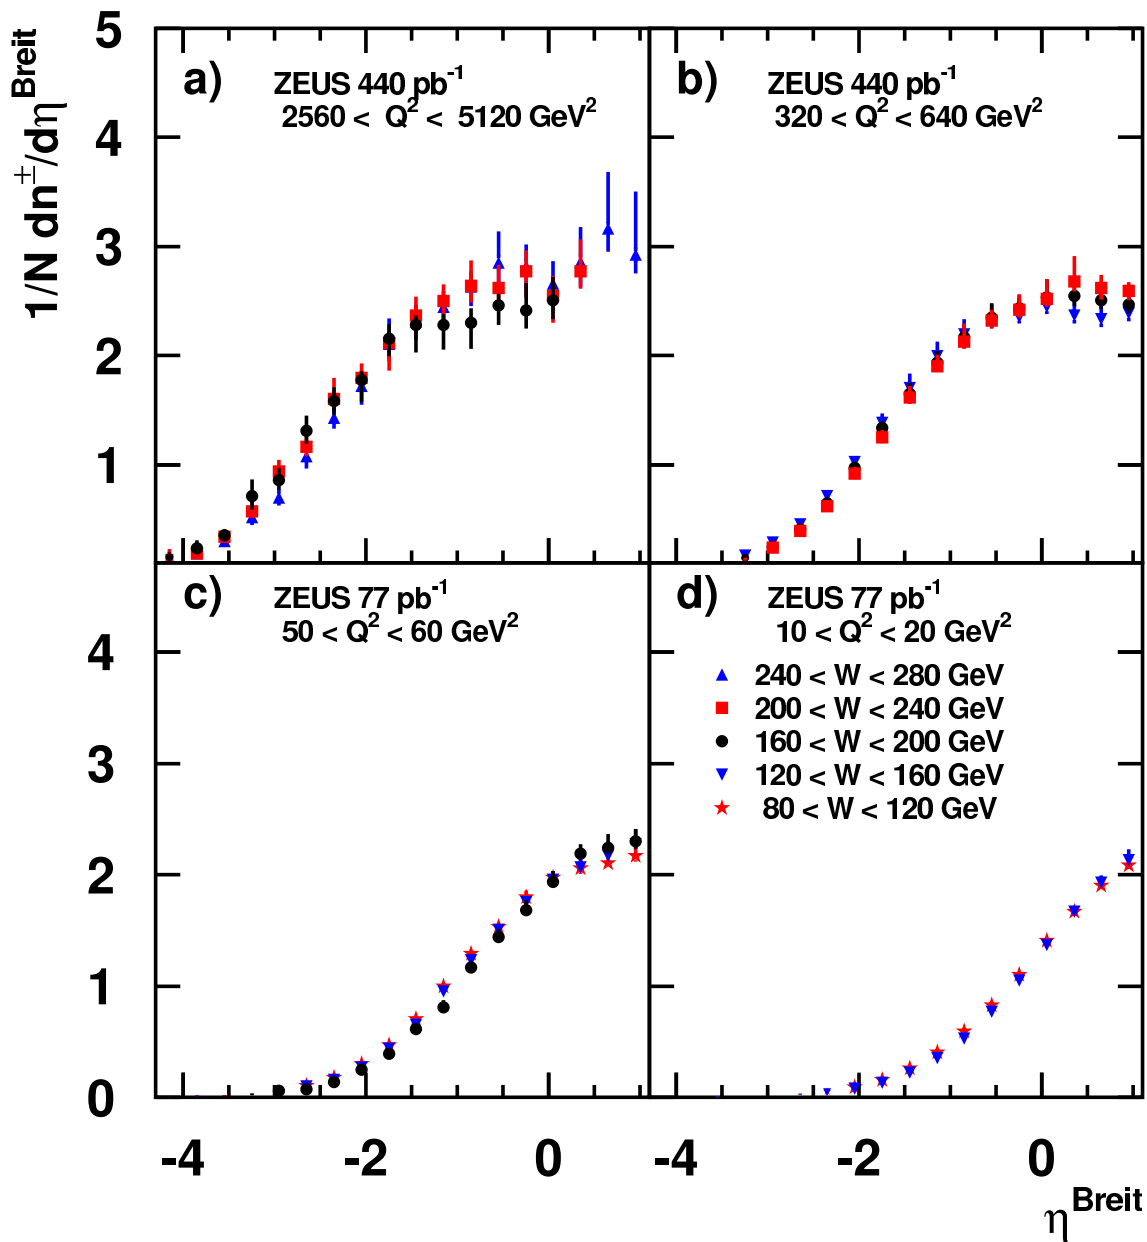 1/N dn±/dη^Breit
5
4
3
2
1
a)
ZEUS 440 pb⁻¹
2560 < Q² < 5120 GeV²
b)
ZEUS 440 pb⁻¹
320 < Q² < 640 GeV²
4
3
2
1
0
c)
ZEUS 77 pb⁻¹
50 < Q² < 60 GeV²
d)
ZEUS 77 pb⁻¹
10 < Q² < 20 GeV²
240 < W < 280 GeV
200 < W < 240 GeV
160 < W < 200 GeV
120 < W < 160 GeV
80 < W < 120 GeV
-4 -2 0 -4 -2 0
η^Breit